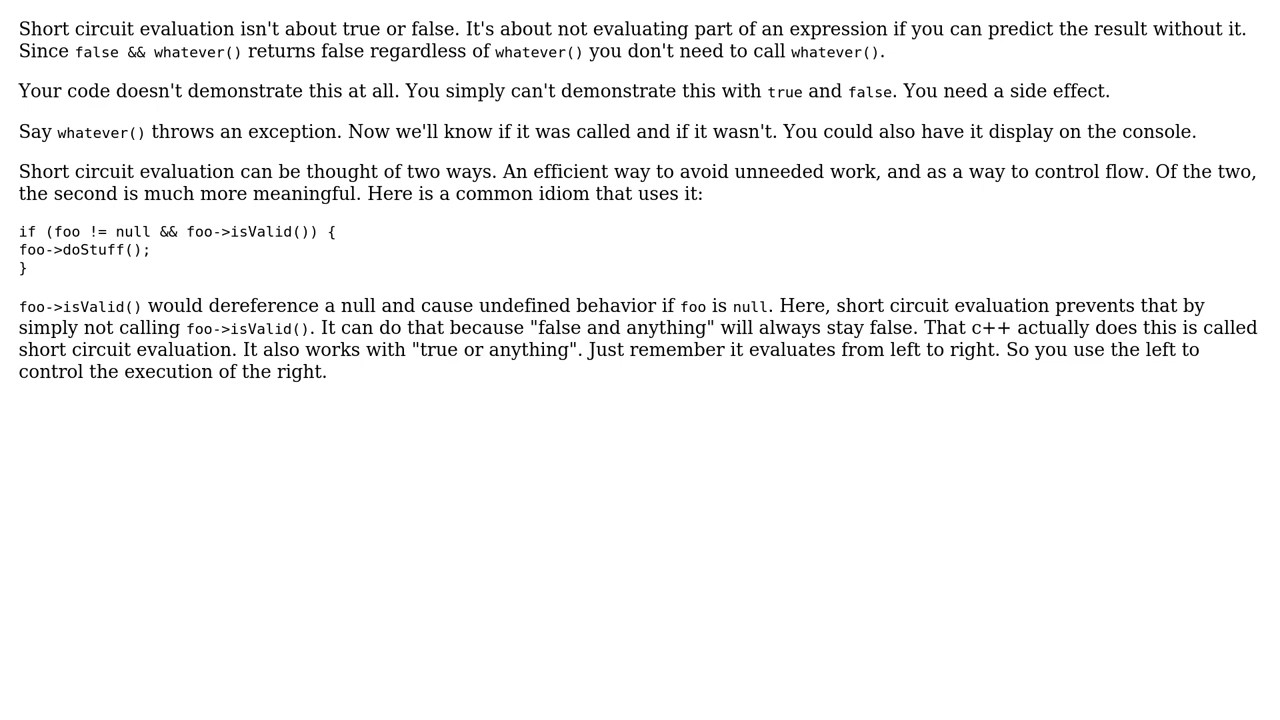 Short circuit evaluation isn't about true or false. It's about not evaluating part of an expression if you can predict the result without it.
Since false && whatever() returns false regardless of whatever() you don't need to call whatever().
Your code doesn't demonstrate this at all. You simply can't demonstrate this with true and false. You need a side effect.
Say whatever() throws an exception. Now we'll know if it was called and if it wasn't. You could also have it display on the console.
Short circuit evaluation can be thought of two ways. An efficient way to avoid unneeded work, and as a way to control flow. Of the two,
the second is much more meaningful. Here is a common idiom that uses it:
if (foo != null && foo->isValid()) {
foo->doStuff();
}
foo->isValid() would dereference a null and cause undefined behavior if foo is null. Here, short circuit evaluation prevents that by
simply not calling foo->isValid(). It can do that because "false and anything" will always stay false. That c++ actually does this is called
short circuit evaluation. It also works with "true or anything". Just remember it evaluates from left to right. So you use the left to
control the execution of the right.